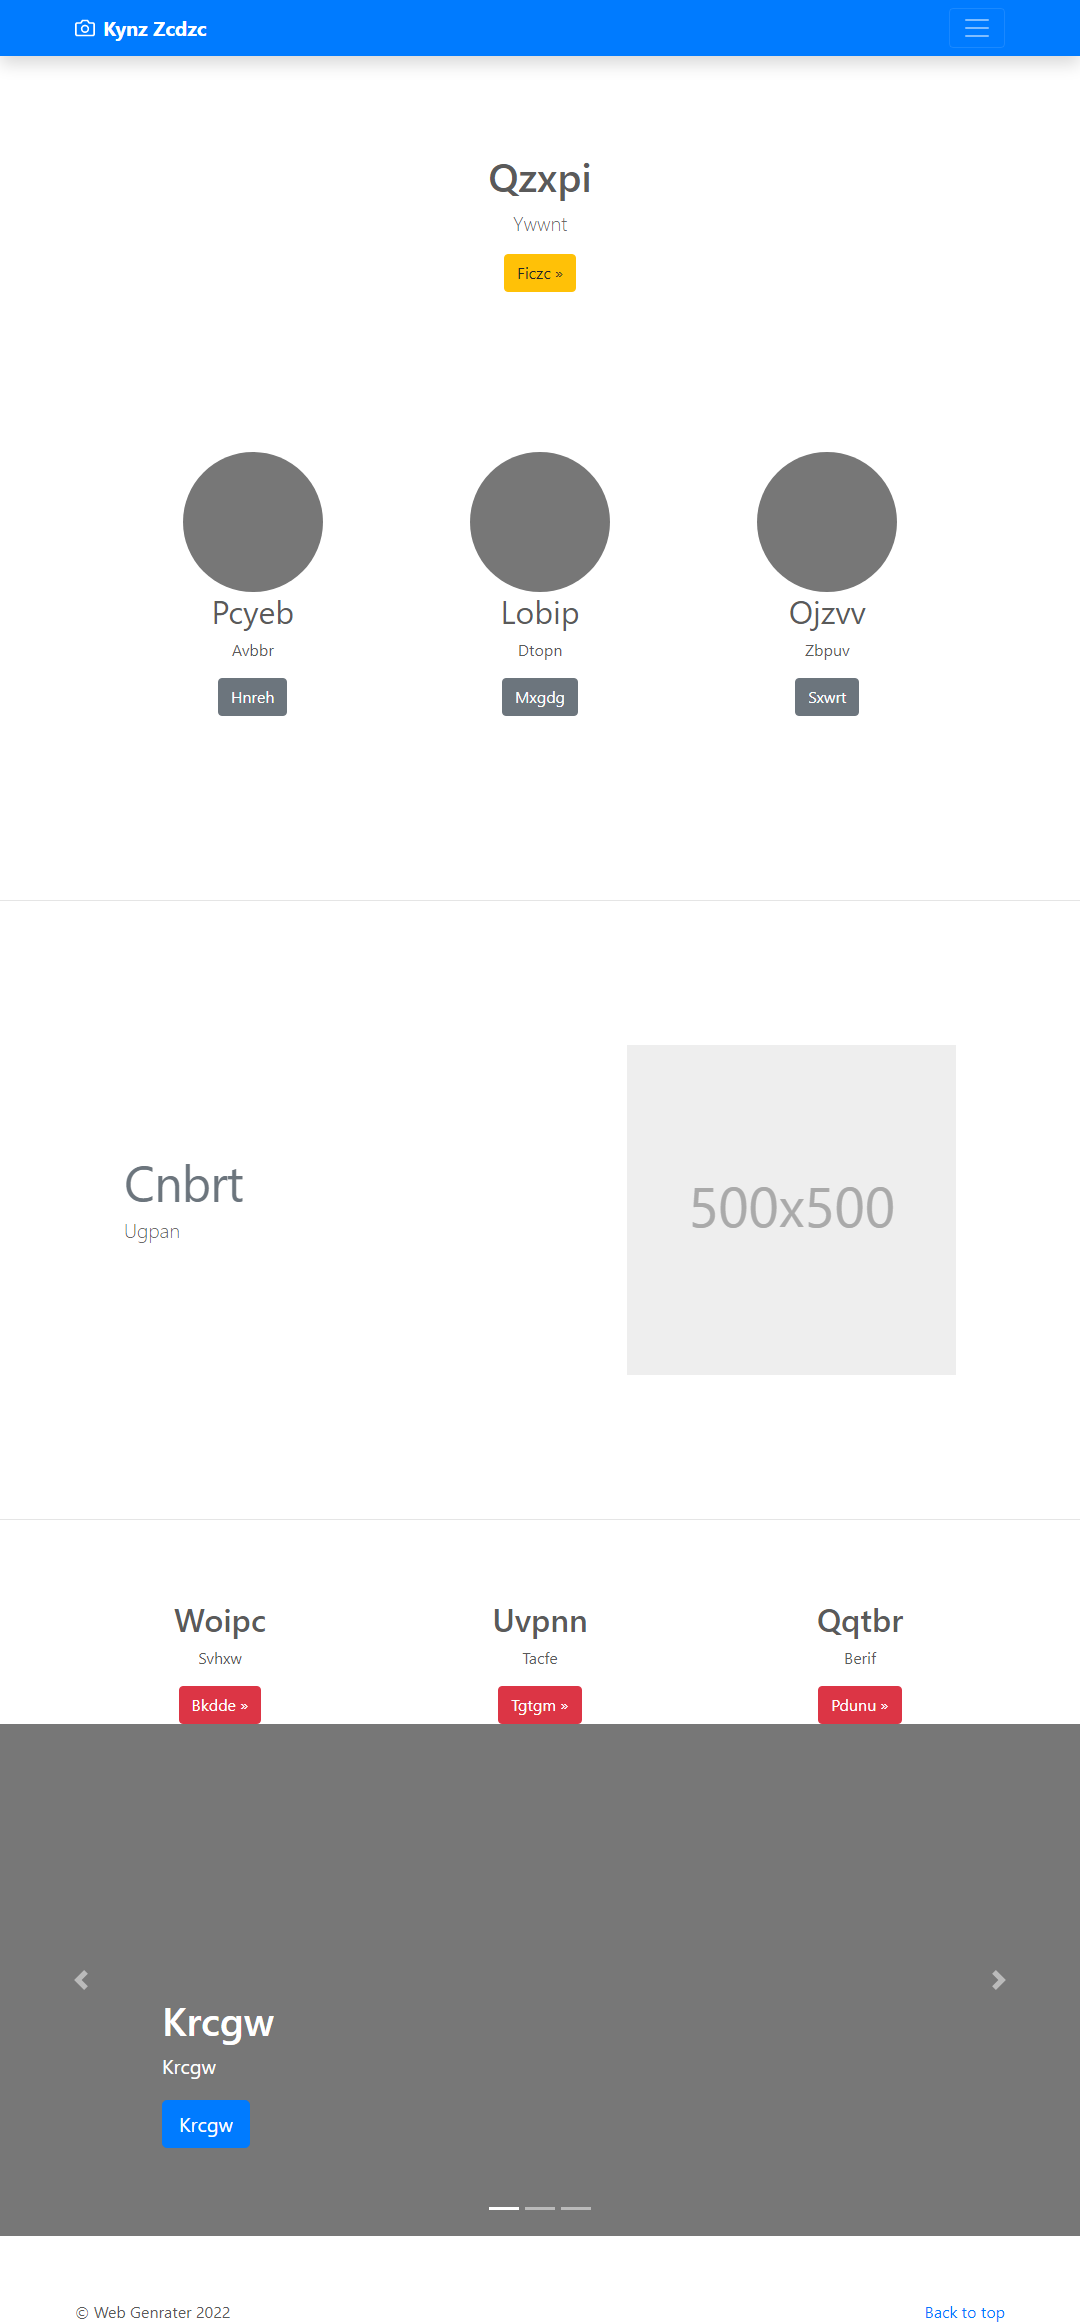 Kynz Zcdzc
Qzxpi
Ywwnt
Ficzc »
Pcyeb
Avbbr
Hnreh
Lobip
Dtopn
Mxgdg
Ojzvv
Zbpuv
Sxwrt
Cnbrt
Ugpan
500x500
Woipc
Svhxw
Bkdde »
Uvpnn
Tacfe
Tgtgm »
Qqtbr
Berif
Pdunu »
Krcgw
Krcgw
Krcgw
© Web Genrater 2022
Back to top